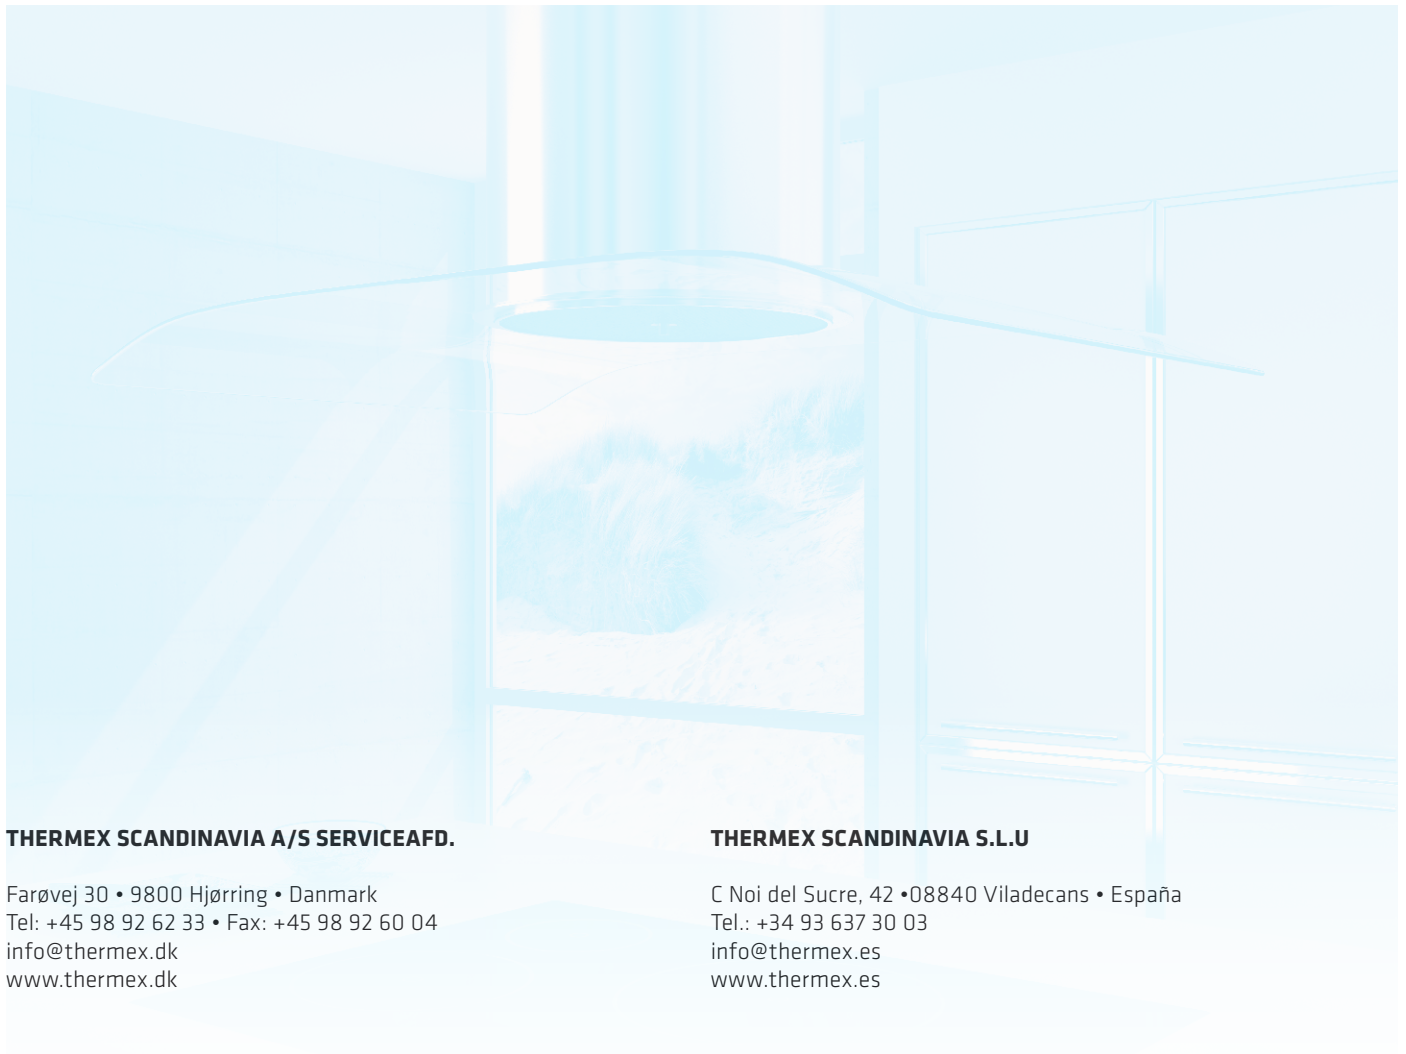 THERMEX SCANDINAVIA A/S SERVICEAFD.
Farøvej 30 • 9800 Hjørring • Danmark
Tel: +45 98 92 62 33 • Fax: +45 98 92 60 04
info@thermex.dk
www.thermex.dk
THERMEX SCANDINAVIA S.L.U
C Noi del Sucre, 42 •08840 Viladecans • España
Tel.: +34 93 637 30 03
info@thermex.es
www.thermex.es